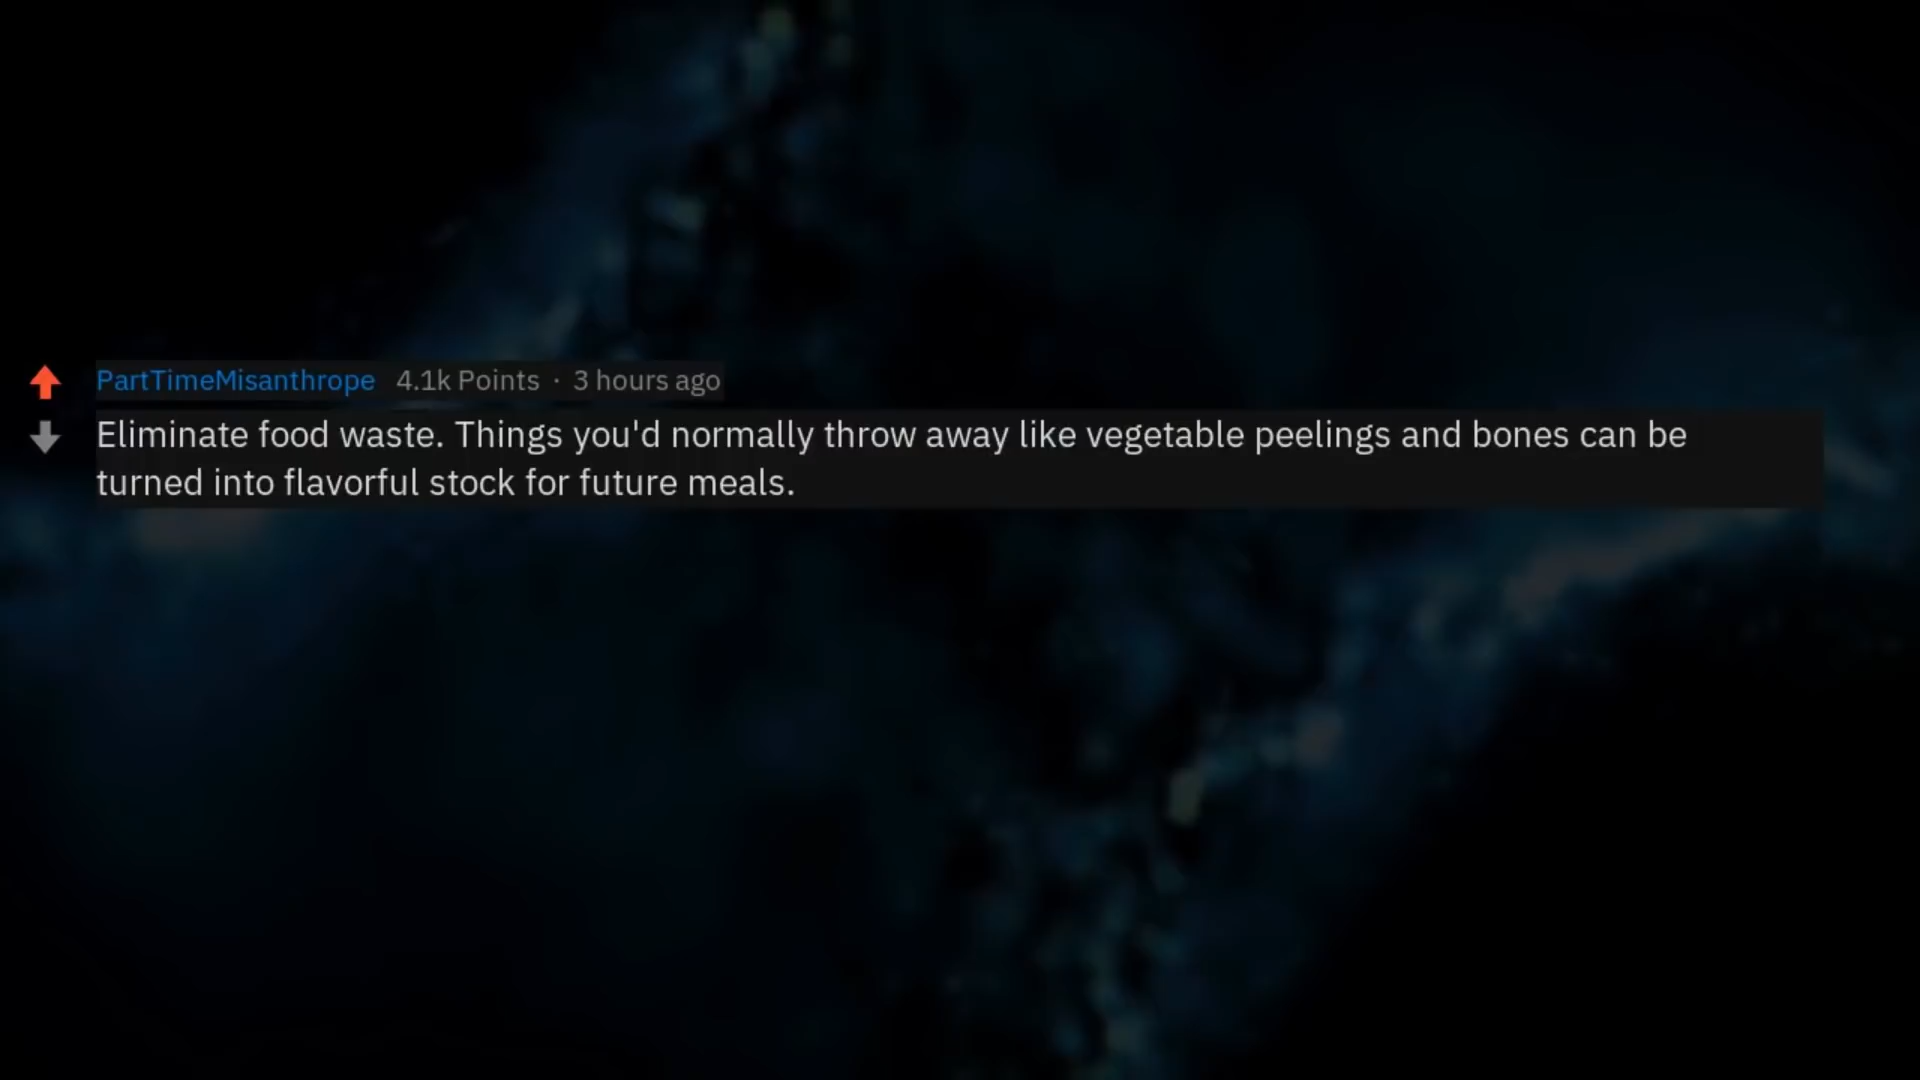 PartTimeMisanthrope 4.1k Points · 3 hours ago
Eliminate food waste. Things you'd normally throw away like vegetable peelings and bones can be
turned into flavorful stock for future meals.